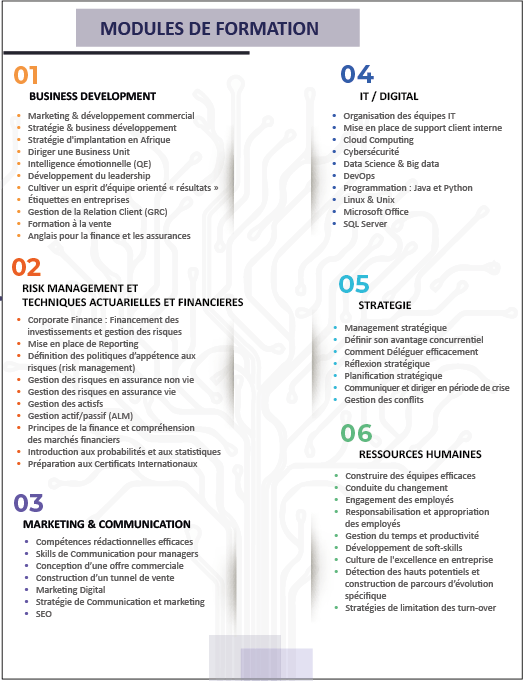 MODULES DE FORMATION
01
BUSINESS DEVELOPMENT
• Marketing & développement commercial
• Stratégie & business développement
• Stratégie d'implantation en Afrique
• Diriger une Business Unit
• Intelligence émotionnelle (QE)
• Développement du leadership
• Cultiver un esprit d'équipe orienté « résultats »
• Étiquettes en entreprises
• Gestion de la Relation Client (GRC)
• Formation à la vente
• Anglais pour la finance et les assurances
02
RISK MANAGEMENT ET
TECHNIQUES ACTUARIELLES ET FINANCIERES
• Corporate Finance : Financement des
investissements et gestion des risques
• Mise en place de Reporting
• Définition des politiques d'appétence aux
risques (risk management)
• Gestion des risques en assurance non vie
• Gestion des risques en assurance vie
• Gestion des actisfs
• Gestion actif/passif (ALM)
• Principes de la finance et compréhension
des marchés financiers
• Introduction aux probabilités et aux statistiques
• Préparation aux Certificats Internationaux
03
MARKETING & COMMUNICATION
• Compétences rédactionnelles efficaces
• Skills de Communication pour managers
• Conception d'une offre commerciale
• Construction d'un tunnel de vente
• Marketing Digital
• Stratégie de Communication et marketing
• SEO
04
IT / DIGITAL
• Organisation des équipes IT
• Mise en place de support client interne
• Cloud Computing
• Cybersécurité
• Data Science & Big data
• DevOps
• Programmation : Java et Python
• Linux & Unix
• Microsoft Office
• SQL Server
05
STRATEGIE
• Management stratégique
• Définir son avantage concurrentiel
• Comment Déléguer efficacement
• Réflexion stratégique
• Planification stratégique
• Communiquer et diriger en période de crise
• Gestion des conflits
06
RESSOURCES HUMAINES
• Construire des équipes efficaces
• Conduite du changement
• Engagement des employés
• Responsabilisation et appropriation
des employés
• Gestion du temps et productivité
• Développement de soft-skills
• Culture de l'excellence en entreprise
• Détection des hauts potentiels et
construction de parcours d'évolution
spécifique
• Stratégies de limitation des turn-over